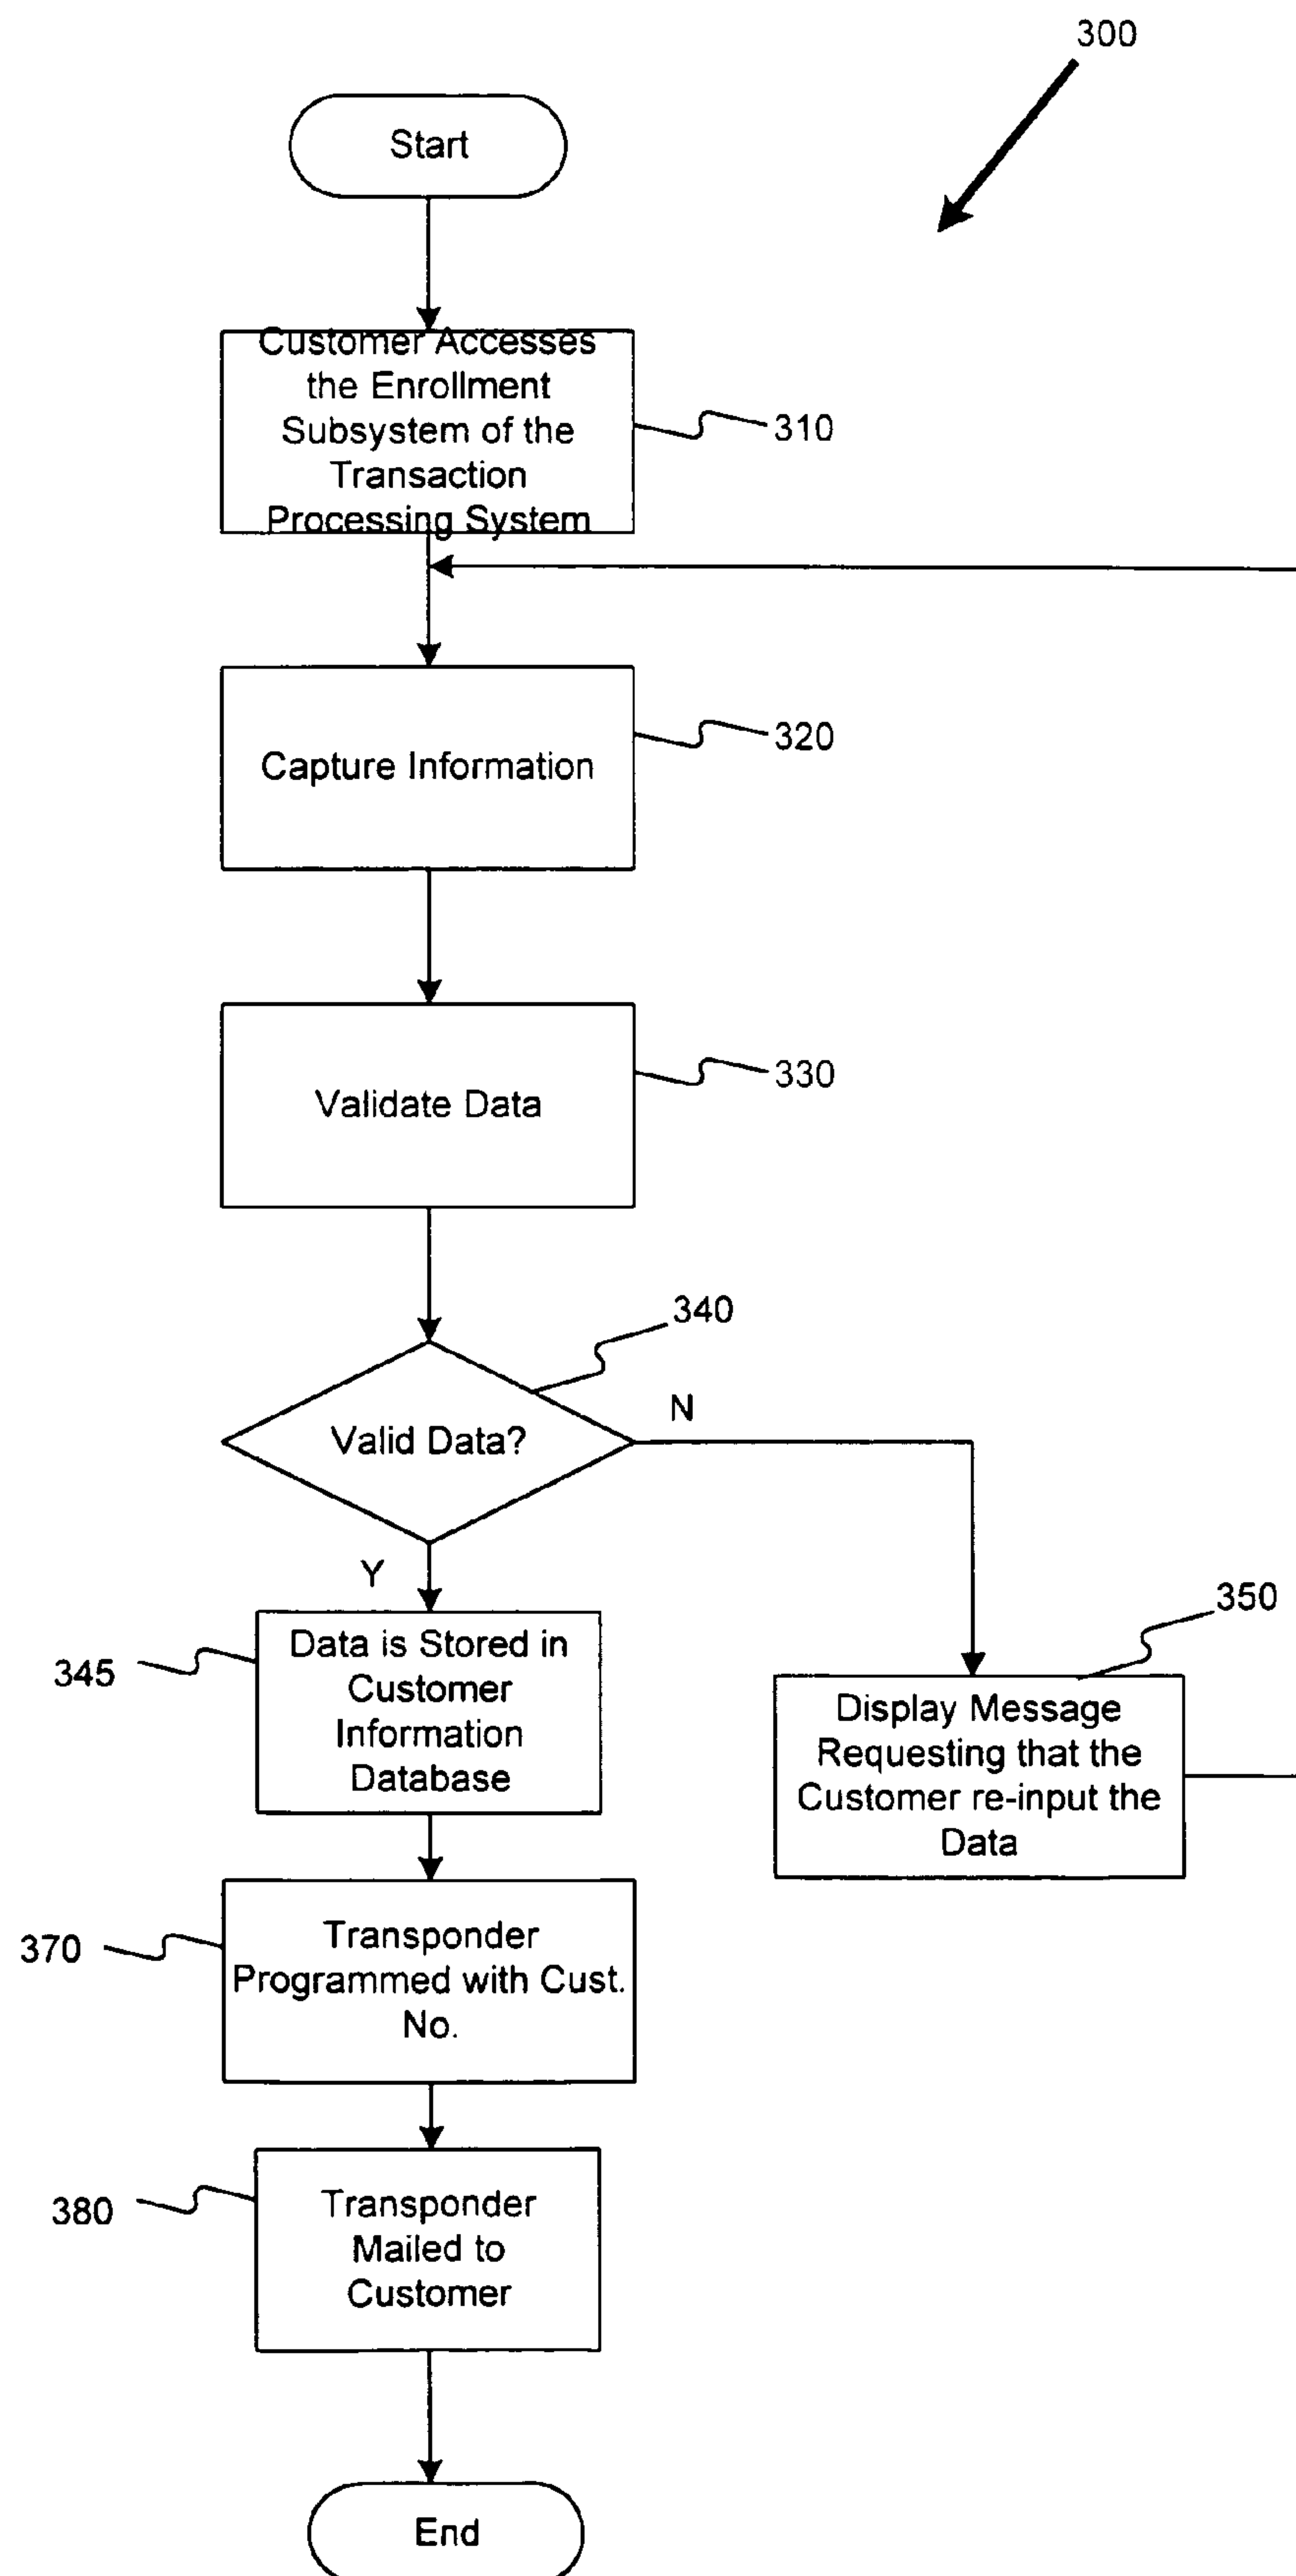 300
Start
Customer Accesses
the Enrollment
Subsystem of the
Transaction
Processing System
310
Capture Information
320
Validate Data
330
340
Valid Data?
N
Y
345
Data is Stored in
Customer
Information
Database
350
Display Message
Requesting that the
Customer re-input the
Data
370
Transponder
Programmed with Cust.
No.
380
Transponder
Mailed to
Customer
End